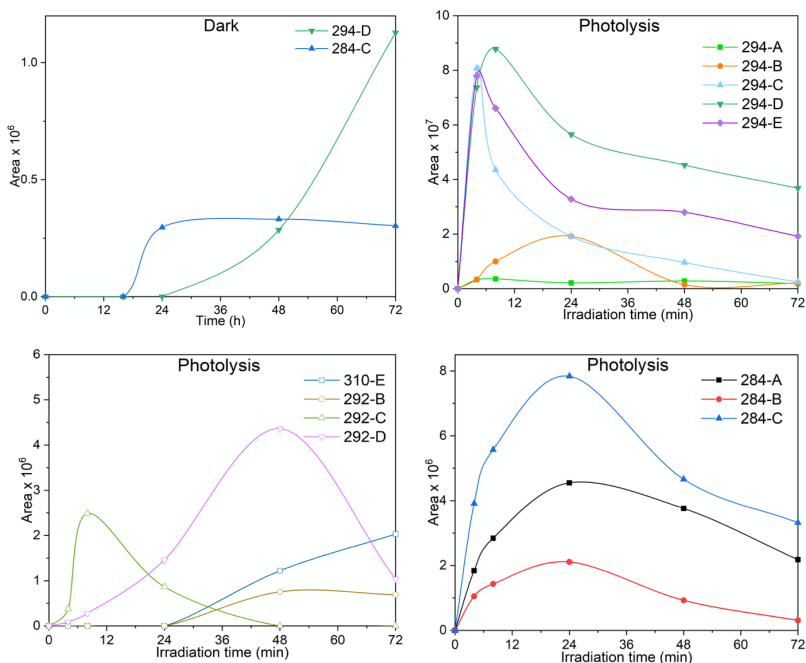 Dark
294-D
284-C
1.0
0.5
0.0
Area x 10⁶
0 12 24 36 48 60 72
Time (h)
Photolysis
294-A
294-B
294-C
294-D
294-E
10
8
6
4
2
0
Area x 10⁷
0 12 24 36 48 60 72
Irradiation time (min)
Photolysis
310-E
292-B
292-C
292-D
6
5
4
3
2
1
0
Area x 10⁶
0 12 24 36 48 60 72
Irradiation time (min)
Photolysis
284-A
284-B
284-C
8
6
4
2
0
Area x 10⁶
0 12 24 36 48 60 72
Irradiation time (min)